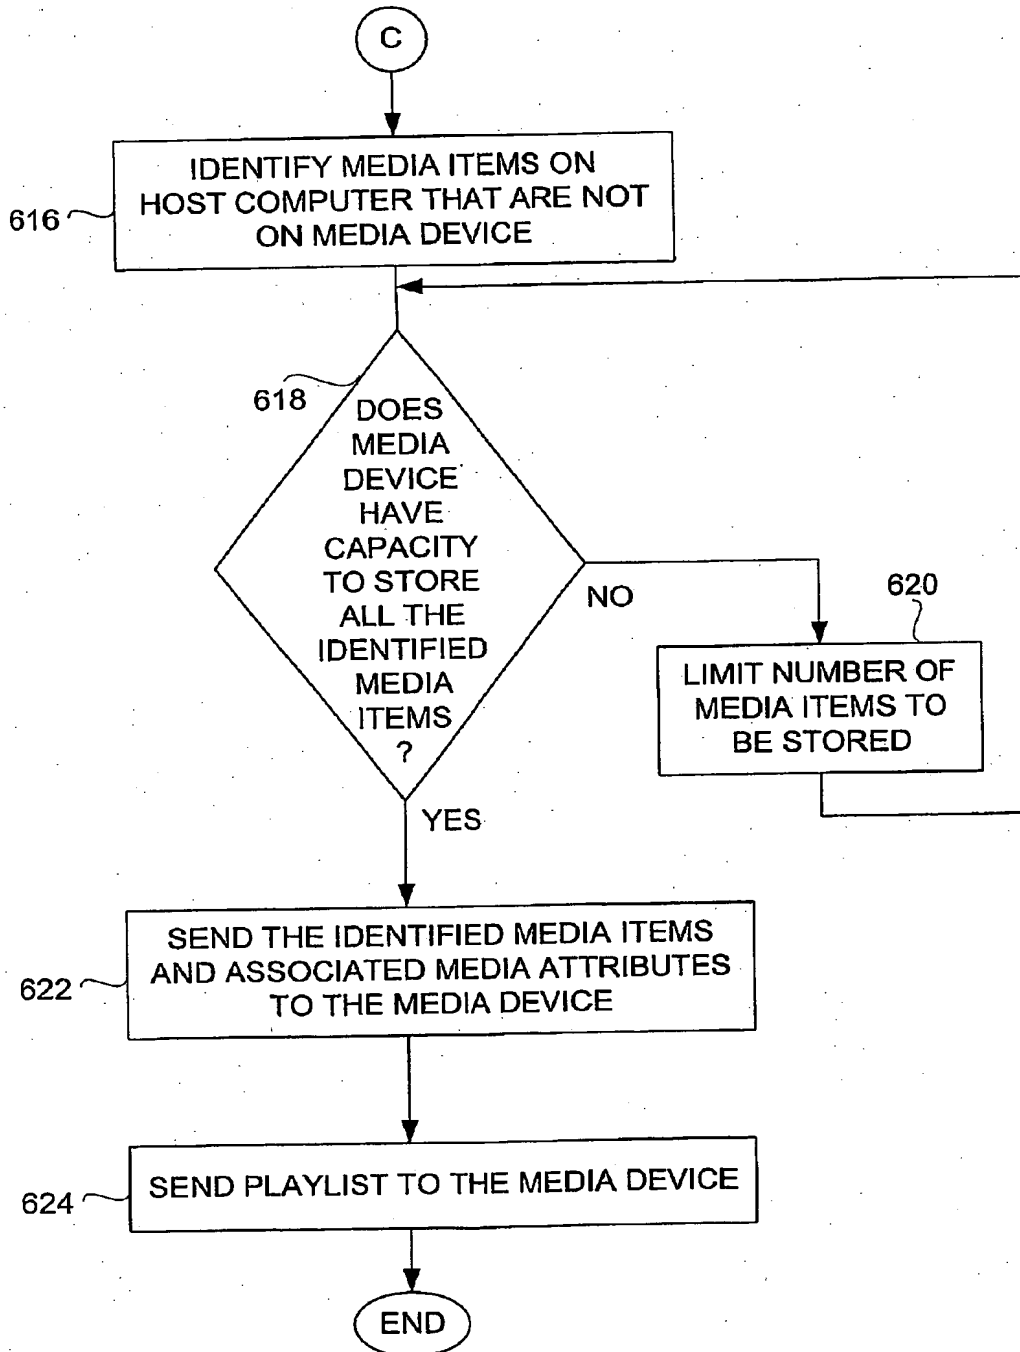 C
IDENTIFY MEDIA ITEMS ON
HOST COMPUTER THAT ARE NOT
ON MEDIA DEVICE
616
618
DOES
MEDIA
DEVICE
HAVE
CAPACITY
TO STORE
ALL THE
IDENTIFIED
MEDIA
ITEMS
?
NO
620
LIMIT NUMBER OF
MEDIA ITEMS TO
BE STORED
YES
SEND THE IDENTIFIED MEDIA ITEMS
AND ASSOCIATED MEDIA ATTRIBUTES
TO THE MEDIA DEVICE
622
SEND PLAYLIST TO THE MEDIA DEVICE
624
END